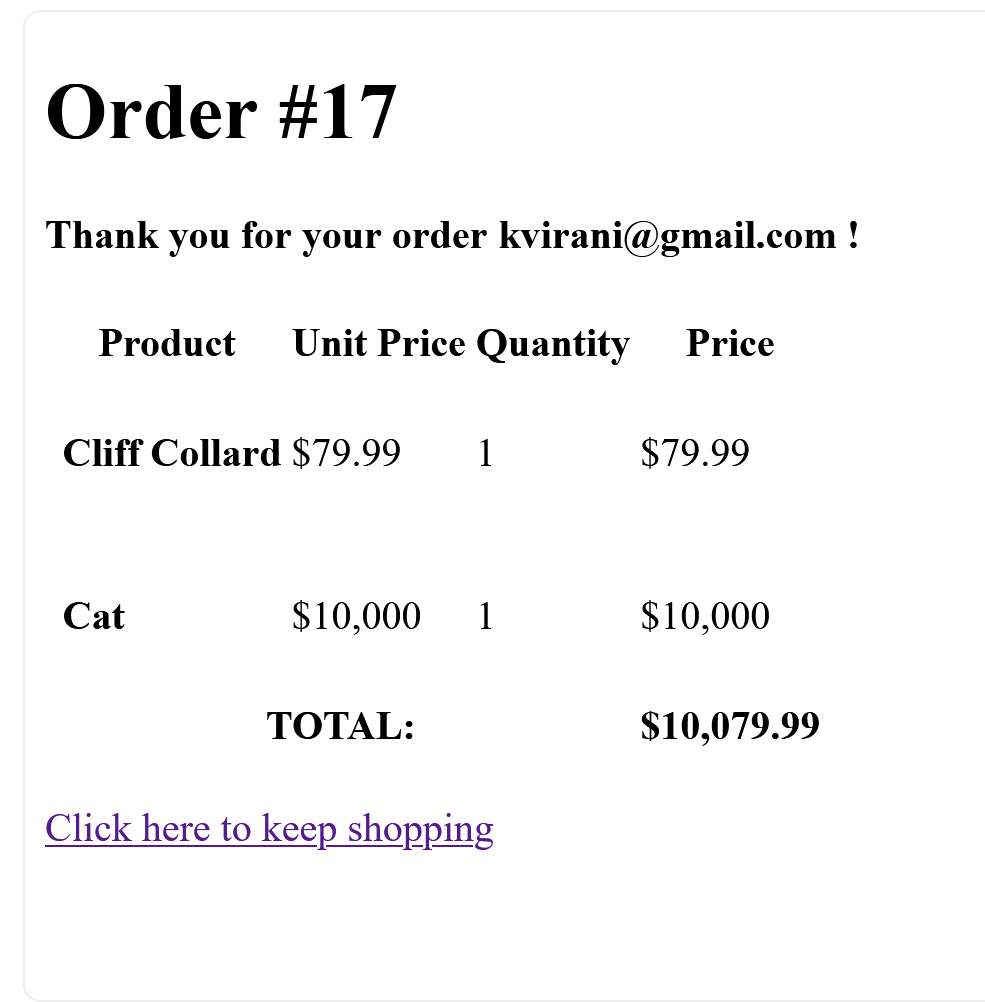 Order #17
Thank you for your order kvirani@gmail.com !
Product Unit Price Quantity Price
Cliff Collard $79.99 1 $79.99
Cat $10,000 1 $10,000
TOTAL: $10,079.99
Click here to keep shopping